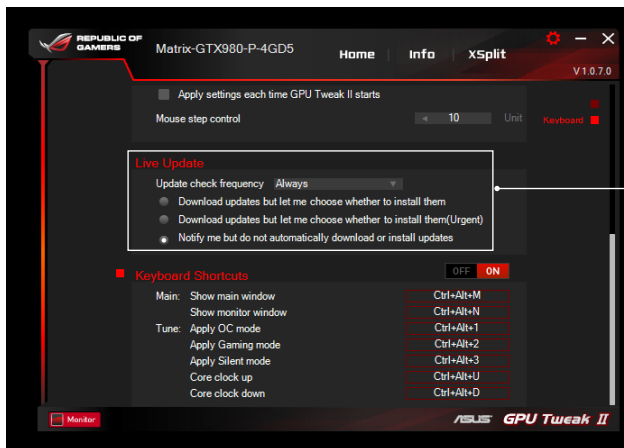 REPUBLIC OF
GAMERS
Matrix-GTX980-P-4GD5
Home
Info
XSplit
V1.0.7.0
Apply settings each time GPU Tweak II starts
Mouse step control
10
Unit
Keyboard
Live Update
Update check frequency Always
Download updates but let me choose whether to install them
Download updates but let me choose whether to install them(Urgent)
Notify me but do not automatically download or install updates
Keyboard Shortcuts
OFF ON
Main: Show main window Ctrl+Alt+M
Show monitor window Ctrl+Alt+N
Tune: Apply OC mode Ctrl+Alt+1
Apply Gaming mode Ctrl+Alt+2
Apply Silent mode Ctrl+Alt+3
Core clock up Ctrl+Alt+U
Core clock down Ctrl+Alt+D
Monitor
ASUS GPU Tweak II